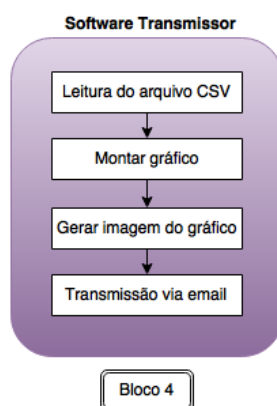 Software Transmissor
Leitura do arquivo CSV
Montar gráfico
Gerar imagem do gráfico
Transmissão via email
Bloco 4